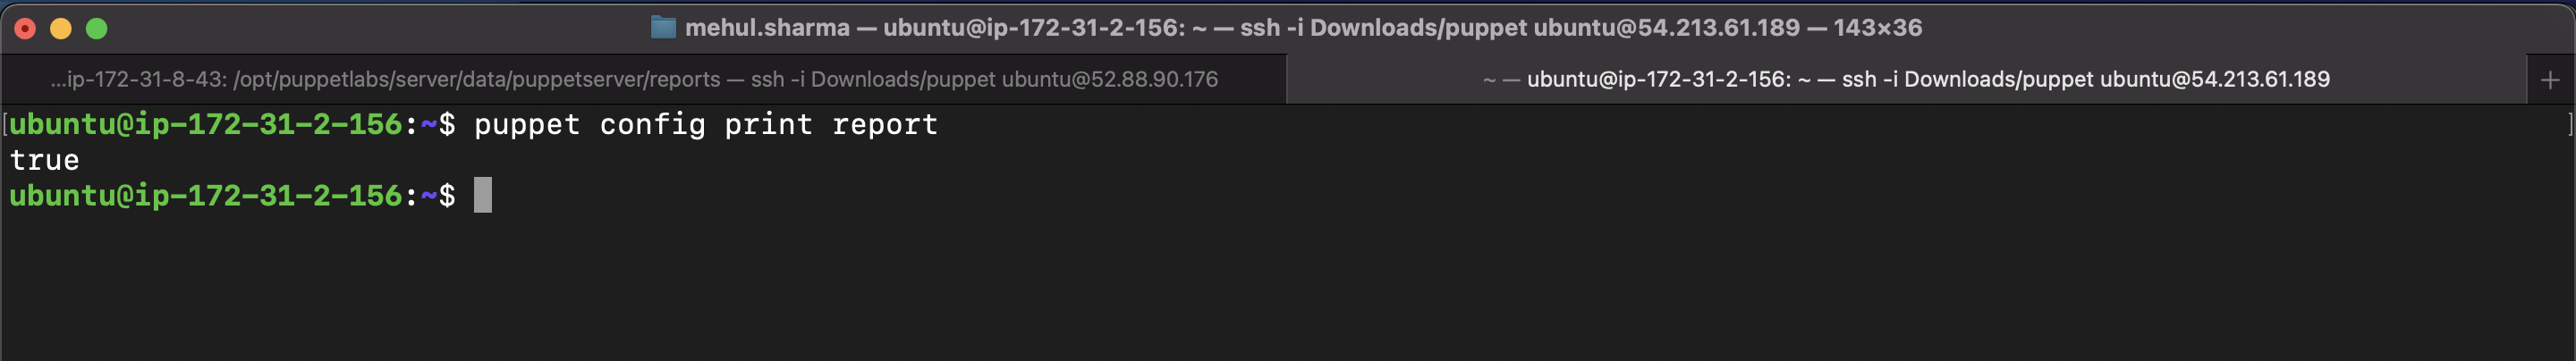 mehul.sharma — ubuntu@ip-172-31-2-156: ~ — ssh -i Downloads/puppet ubuntu@54.213.61.189 — 143×36
...ip-172-31-8-43: /opt/puppetlabs/server/data/puppetserver/reports — ssh -i Downloads/puppet ubuntu@52.88.90.176
~ — ubuntu@ip-172-31-2-156: ~ — ssh -i Downloads/puppet ubuntu@54.213.61.189
+
[ubuntu@ip-172-31-2-156:~$ puppet config print report ]
true
ubuntu@ip-172-31-2-156:~$